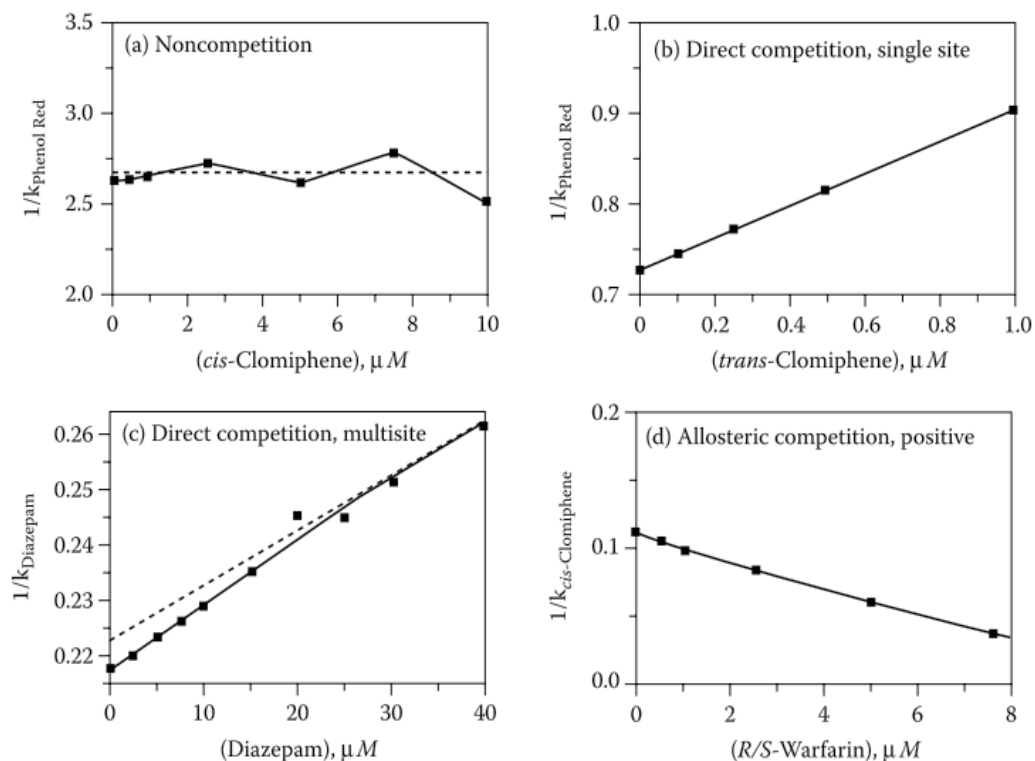 (a) Noncompetition
3.5
3.0
2.5
2.0
1/kPhenol Red
0 2 4 6 8 10
(cis-Clomiphene), μ M
(b) Direct competition, single site
1.0
0.9
0.8
0.7
1/kPhenol Red
0 0.2 0.4 0.6 0.8 1.0
(trans-Clomiphene), μ M
(c) Direct competition, multisite
0.26
0.25
0.24
0.23
0.22
1/kDiazepam
0 10 20 30 40
(Diazepam), μ M
(d) Allosteric competition, positive
0.2
0.1
0.0
1/kcis-Clomiphene
0 2 4 6 8
(R/S-Warfarin), μ M